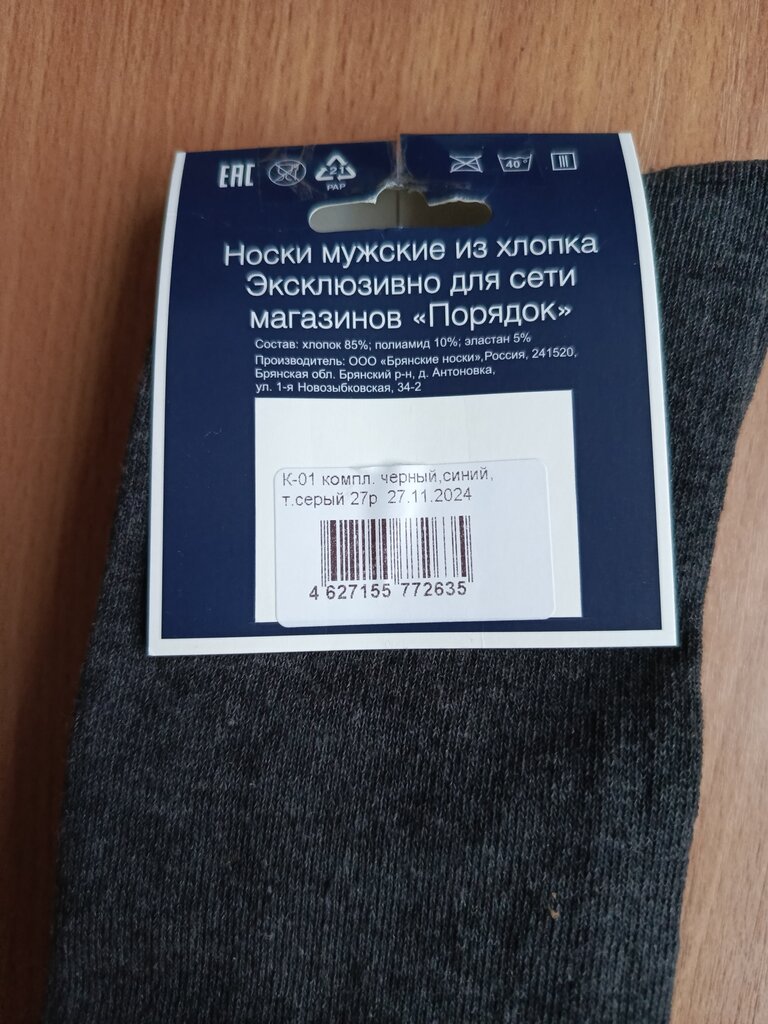 EAC
21
PAP
40°
Носки мужские из хлопка
Эксклюзивно для сети
магазинов «Порядок»
Состав: хлопок 85%; полиамид 10%; эластан 5%
Производитель: ООО «Брянские носки»,Россия, 241520,
Брянская обл. Брянский р-н, д. Антоновка,
ул. 1-я Новозыбковская, 34-2
К-01 компл. черный,синий,
т.серый 27р 27.11.2024
4 627155 772635